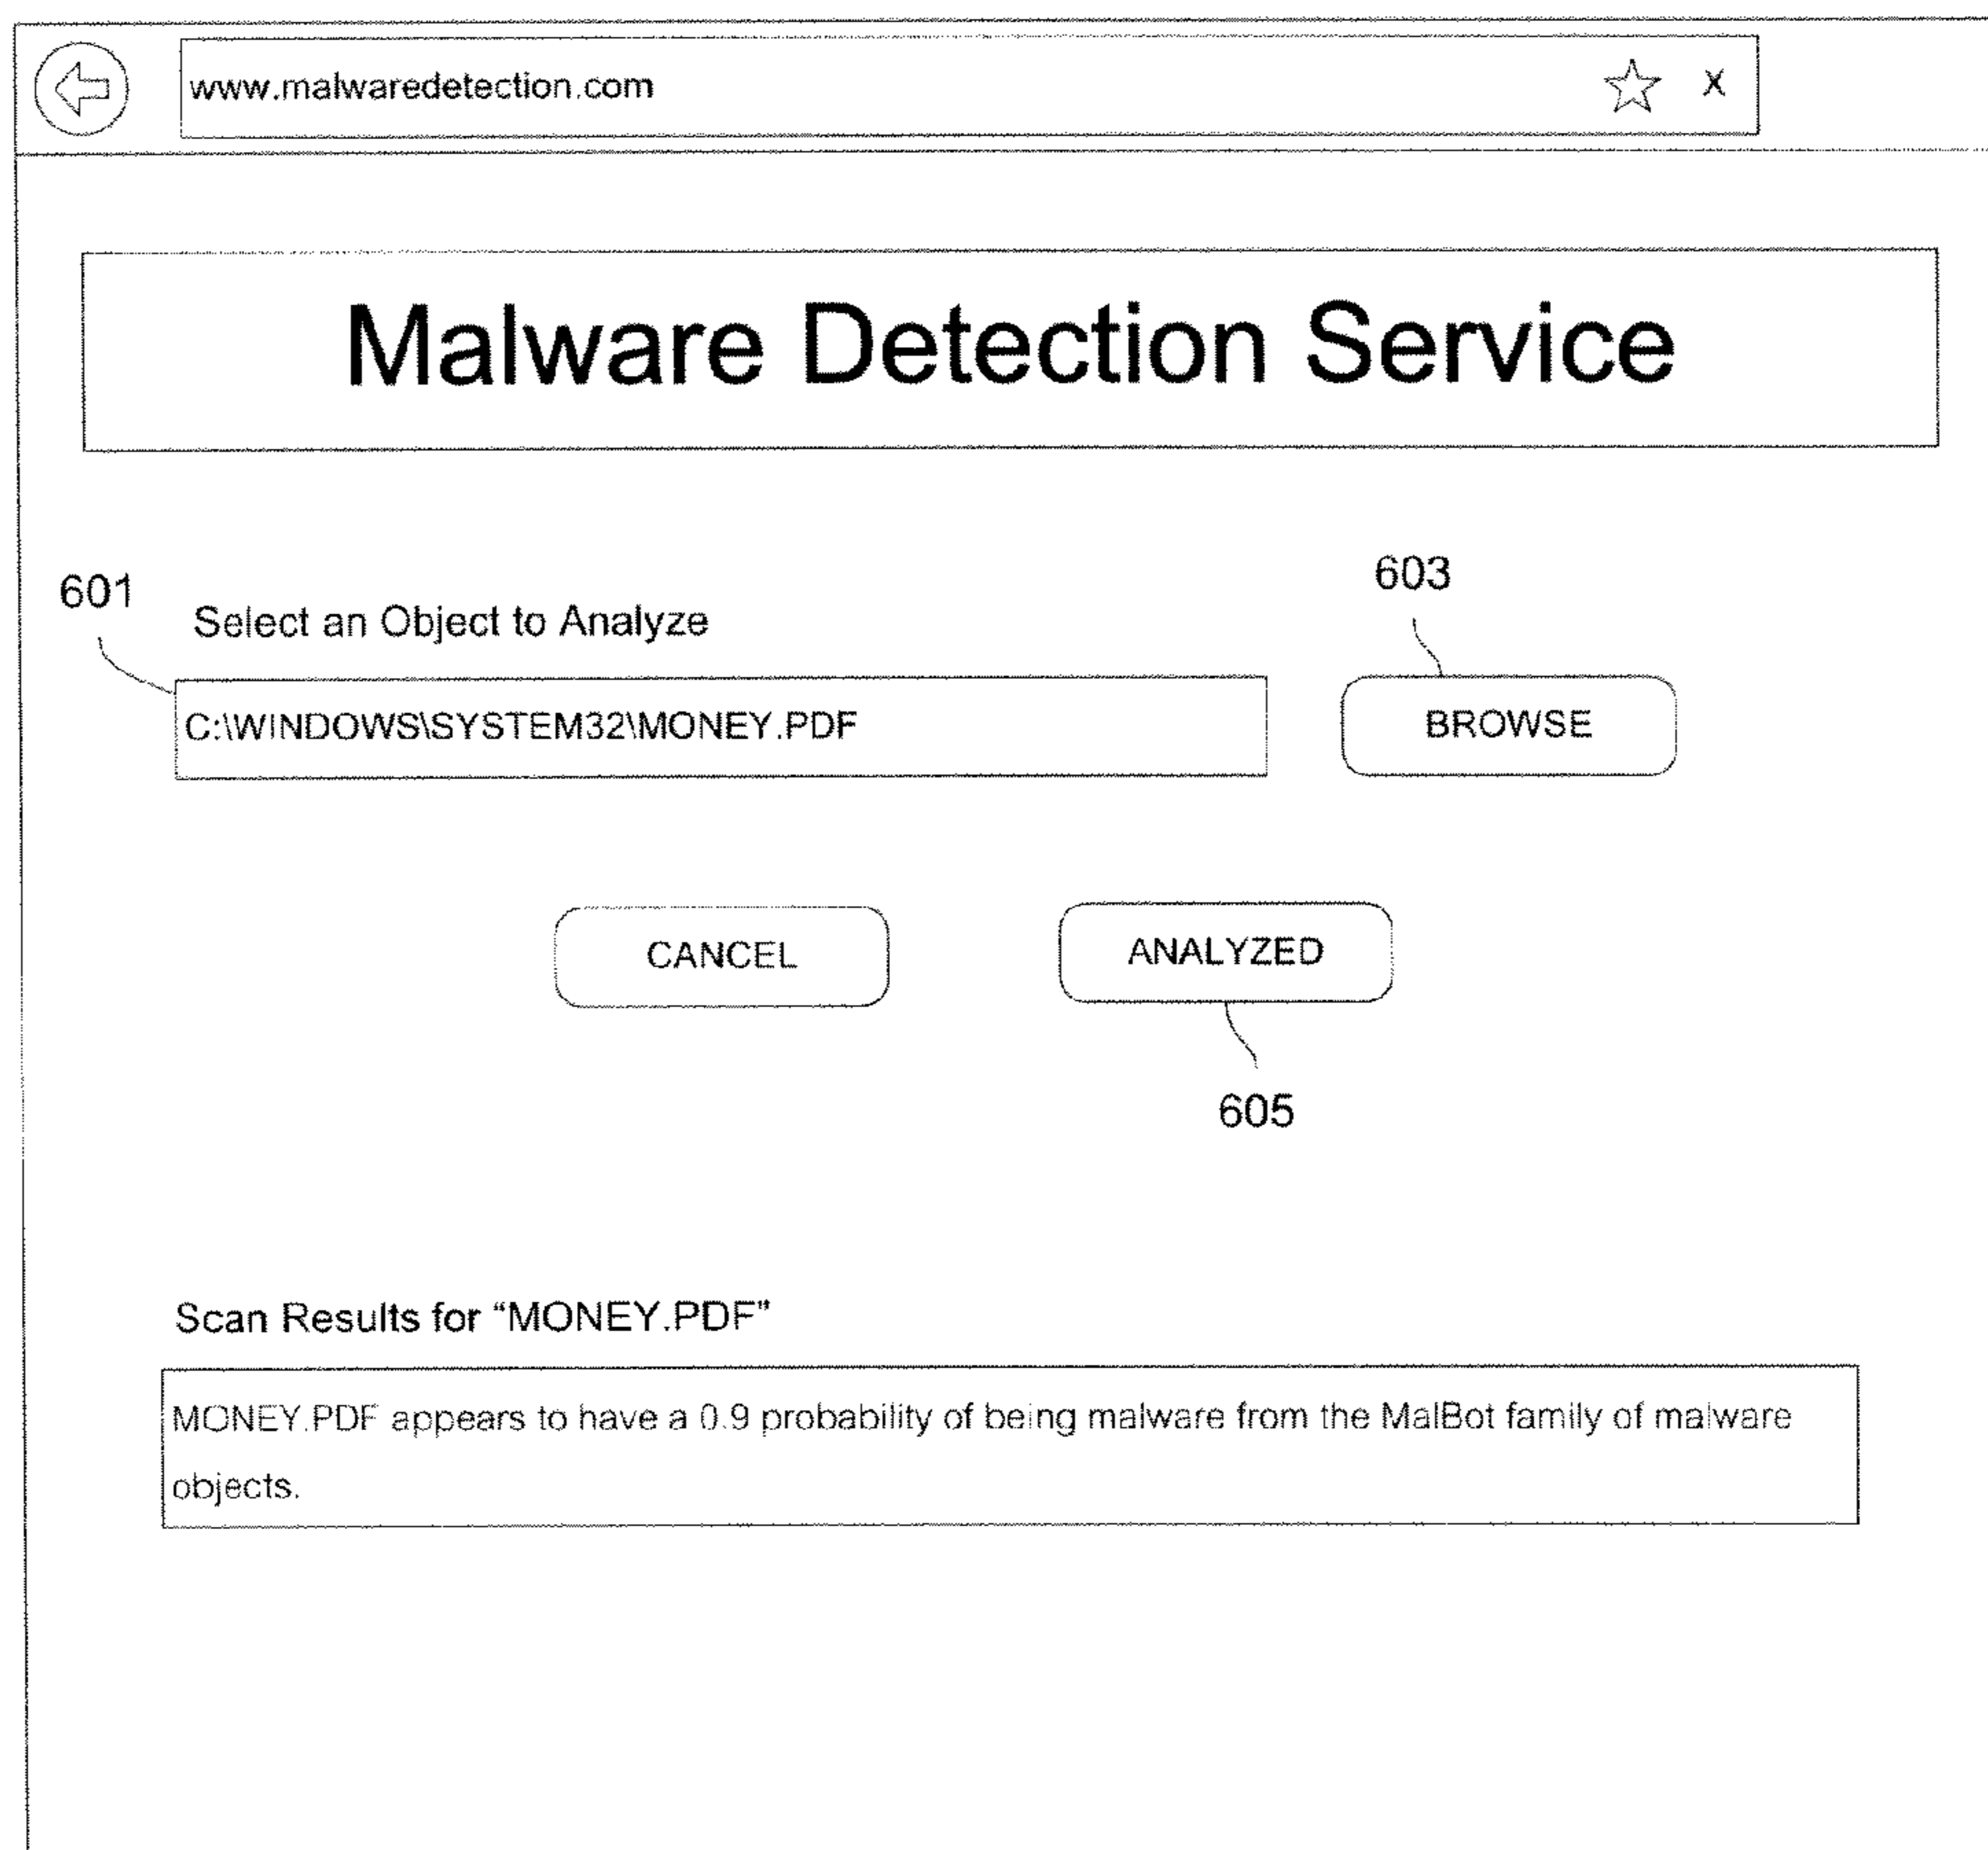 www.malwaredetection.com X
Malware Detection Service
601
Select an Object to Analyze
603
C:\WINDOWS\SYSTEM32\MONEY.PDF
BROWSE
CANCEL
ANALYZED
605
Scan Results for “MONEY.PDF”
MONEY.PDF appears to have a 0.9 probability of being malware from the MalBot family of malware
objects.